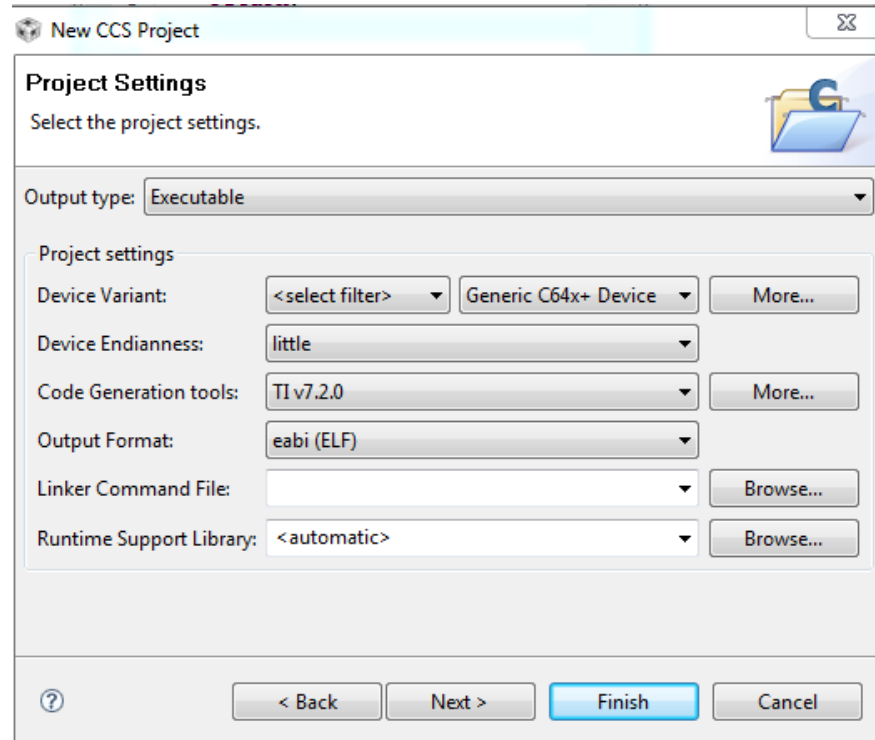 New CCS Project
Project Settings
Select the project settings.
Output type: Executable
Project settings
Device Variant: <select filter> Generic C64x+ Device More...
Device Endianness: little
Code Generation tools: TI v7.2.0 More...
Output Format: eabi (ELF)
Linker Command File: Browse...
Runtime Support Library: <automatic> Browse...
? < Back Next > Finish Cancel